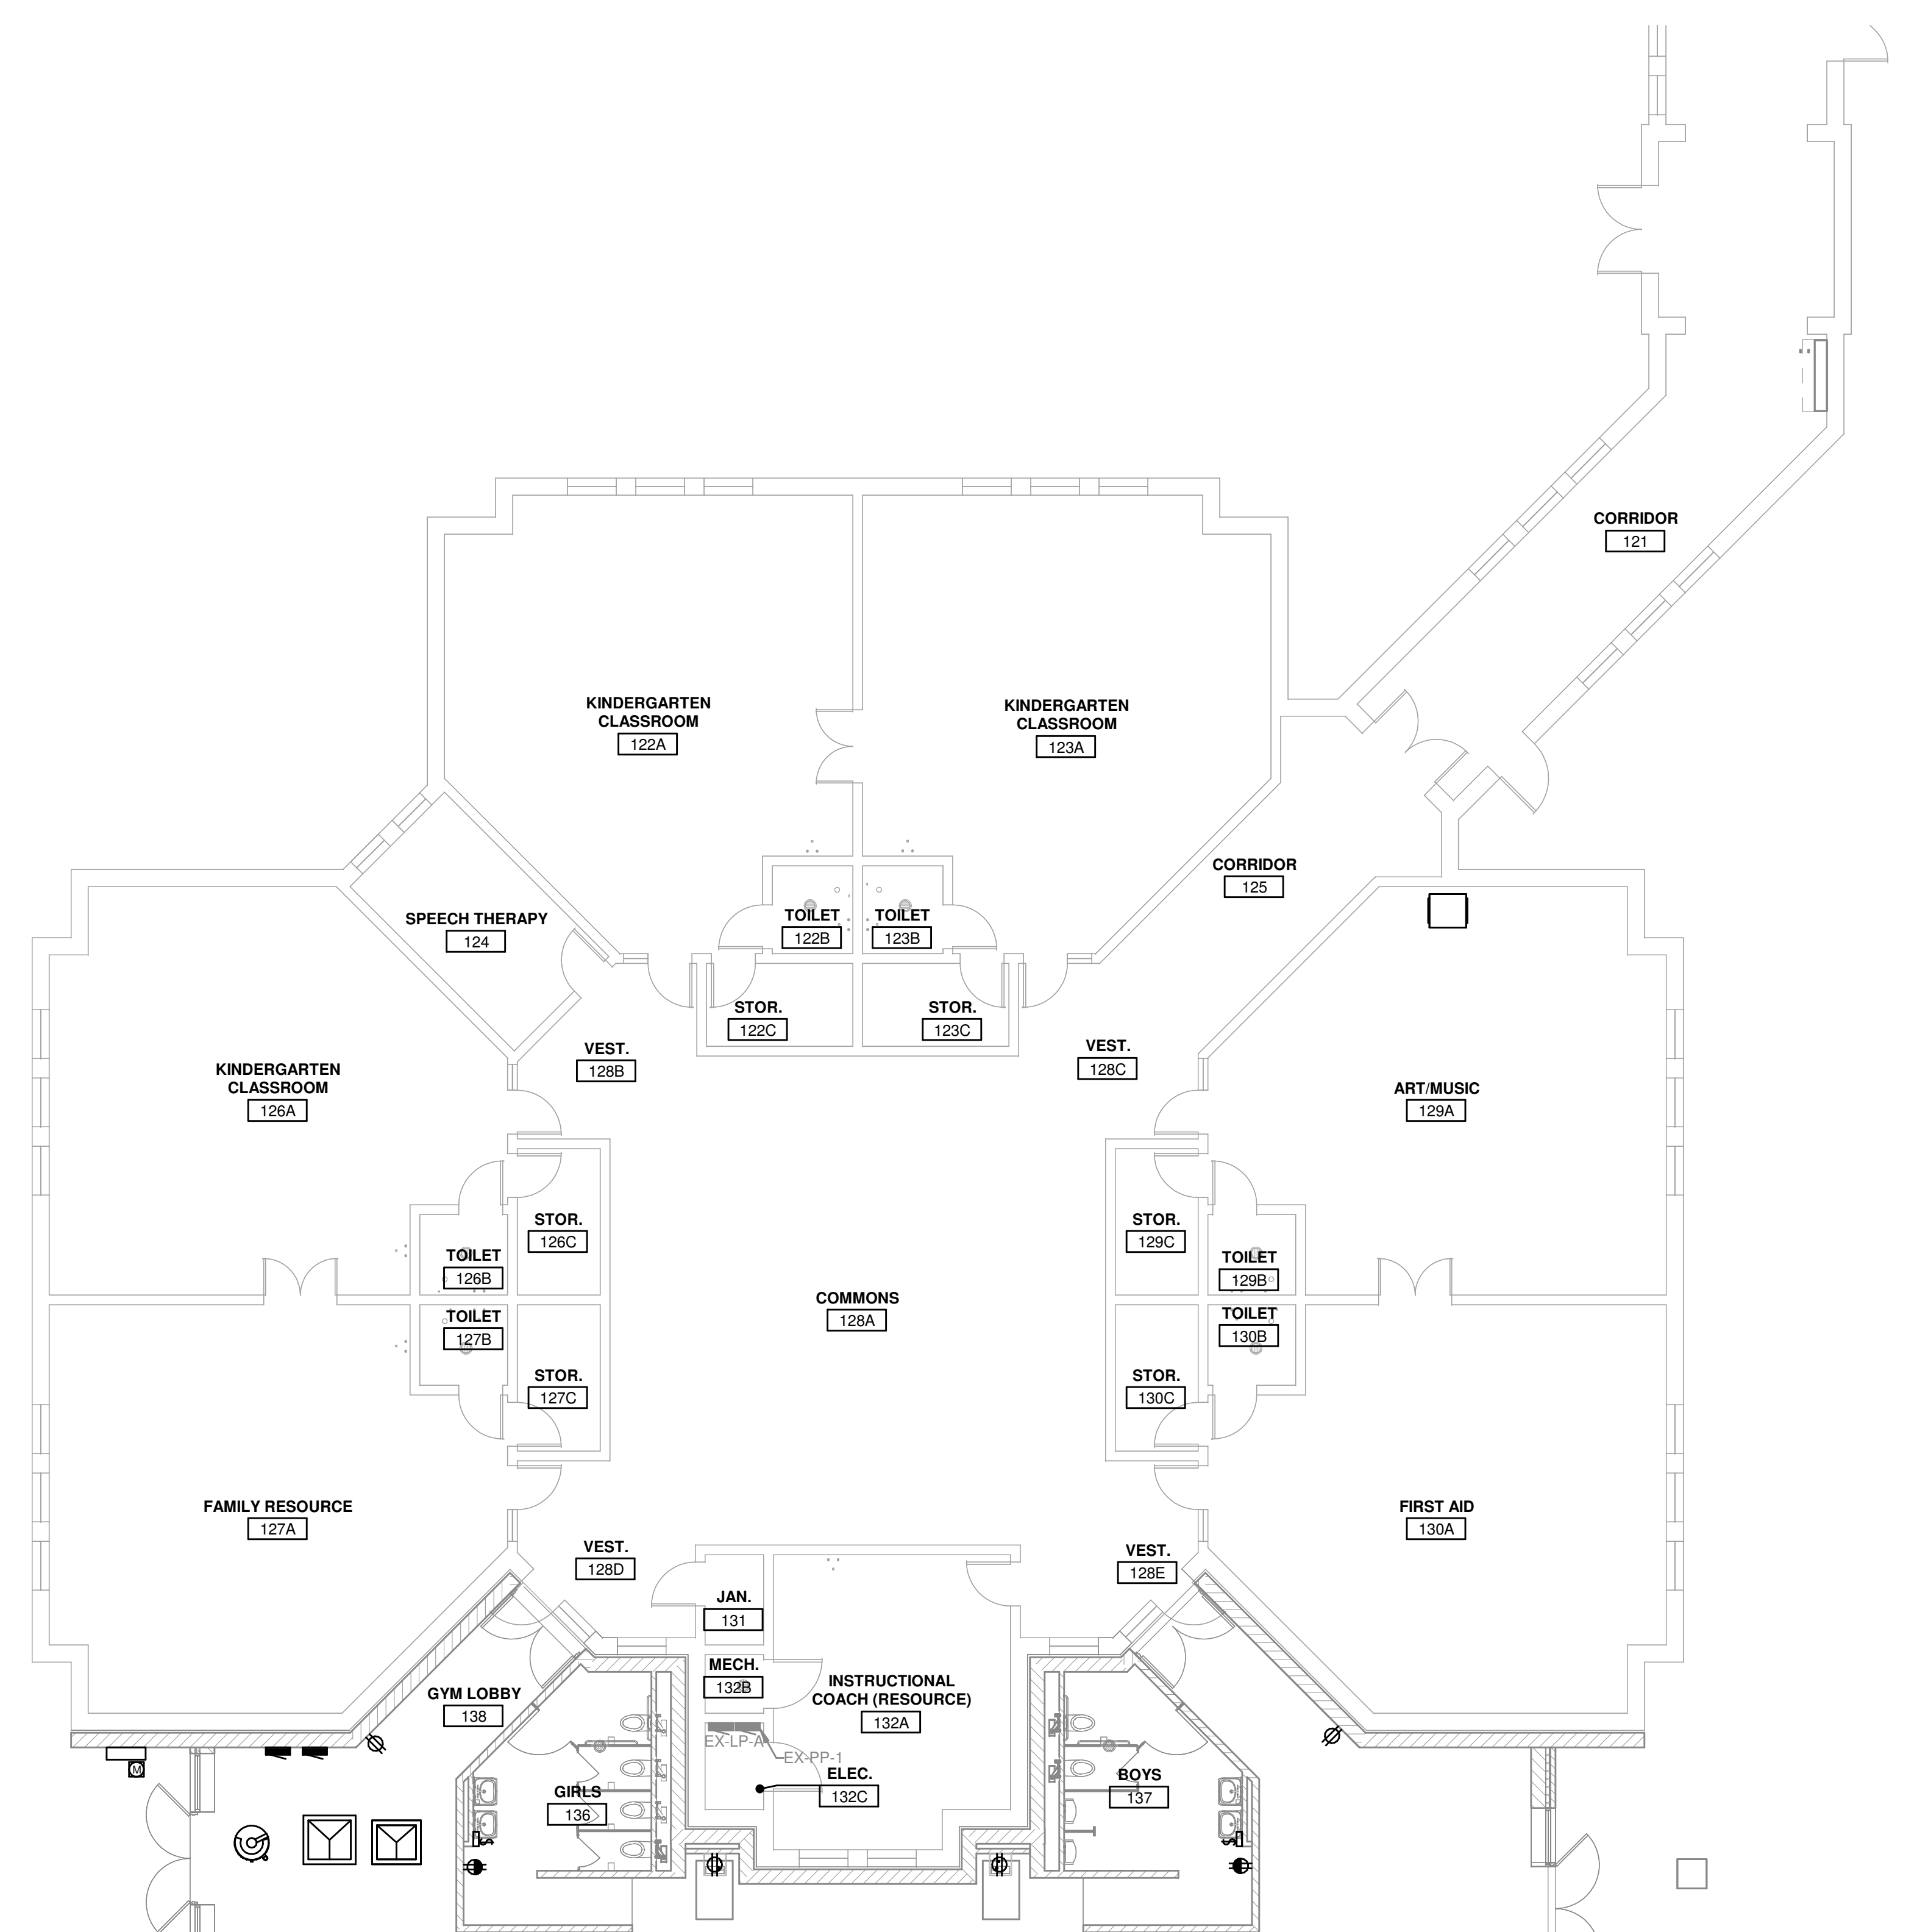 CORRIDOR
121
KINDERGARTEN
CLASSROOM
122A
KINDERGARTEN
CLASSROOM
123A
CORRIDOR
125
SPEECH THERAPY
124
TOILET
122B
TOILET
123B
STOR.
122C
STOR.
123C
VEST.
128B
VEST.
128C
KINDERGARTEN
CLASSROOM
126A
ART/MUSIC
129A
STOR.
126C
STOR.
129C
TOILET
126B
TOILET
129B
COMMONS
128A
TOILET
127B
TOILET
130B
STOR.
127C
STOR.
130C
FAMILY RESOURCE
127A
FIRST AID
130A
VEST.
128D
VEST.
128E
JAN.
131
MECH.
132B
INSTRUCTIONAL
COACH (RESOURCE)
132A
GYM LOBBY
138
EX-LP-A
EX-PP-1
ELEC.
132C
GIRLS
136
BOYS
137
M
$
$